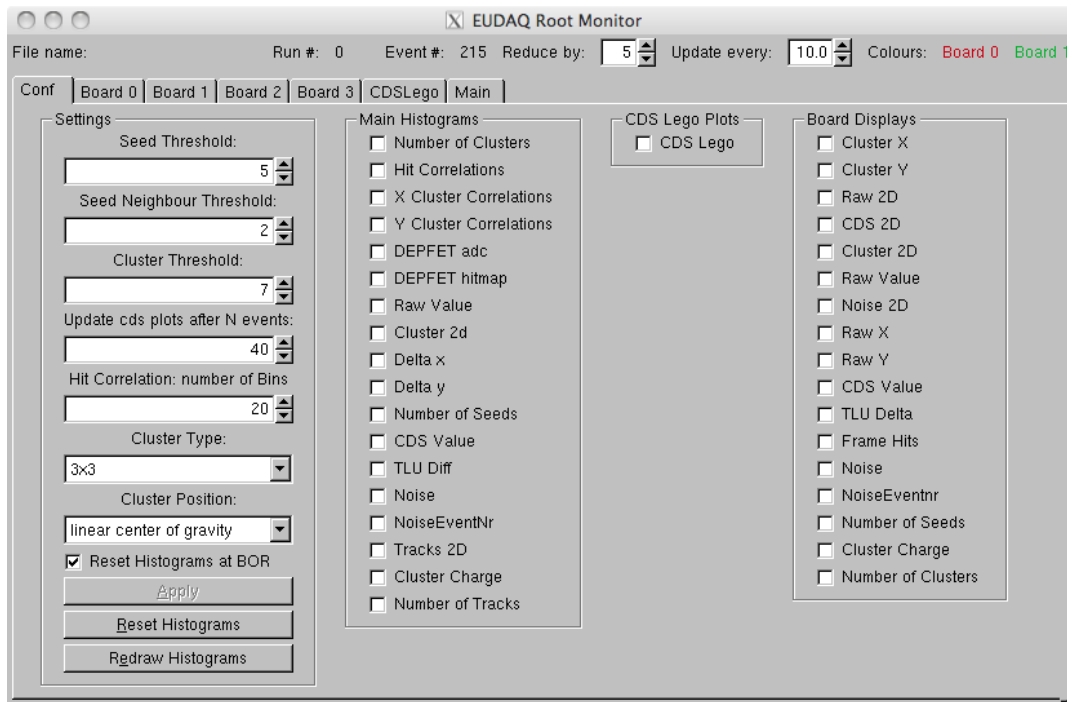 X EUDAQ Root Monitor
File name: Run #: 0 Event #: 215 Reduce by: 5 Update every: 10.0 Colours: Board 0 Board 1
Conf Board 0 Board 1 Board 2 Board 3 CDSLego Main
Settings
Seed Threshold:
5
Seed Neighbour Threshold:
2
Cluster Threshold:
7
Update cds plots after N events:
40
Hit Correlation: number of Bins
20
Cluster Type:
3x3
Cluster Position:
linear center of gravity
Reset Histograms at BOR
Apply
Reset Histograms
Redraw Histograms
Main Histograms
Number of Clusters
Hit Correlations
X Cluster Correlations
Y Cluster Correlations
DEPFET adc
DEPFET hitmap
Raw Value
Cluster 2d
Delta x
Delta y
Number of Seeds
CDS Value
TLU Diff
Noise
NoiseEventNr
Tracks 2D
Cluster Charge
Number of Tracks
CDS Lego Plots
CDS Lego
Board Displays
Cluster X
Cluster Y
Raw 2D
CDS 2D
Cluster 2D
Raw Value
Noise 2D
Raw X
Raw Y
CDS Value
TLU Delta
Frame Hits
Noise
NoiseEventnr
Number of Seeds
Cluster Charge
Number of Clusters